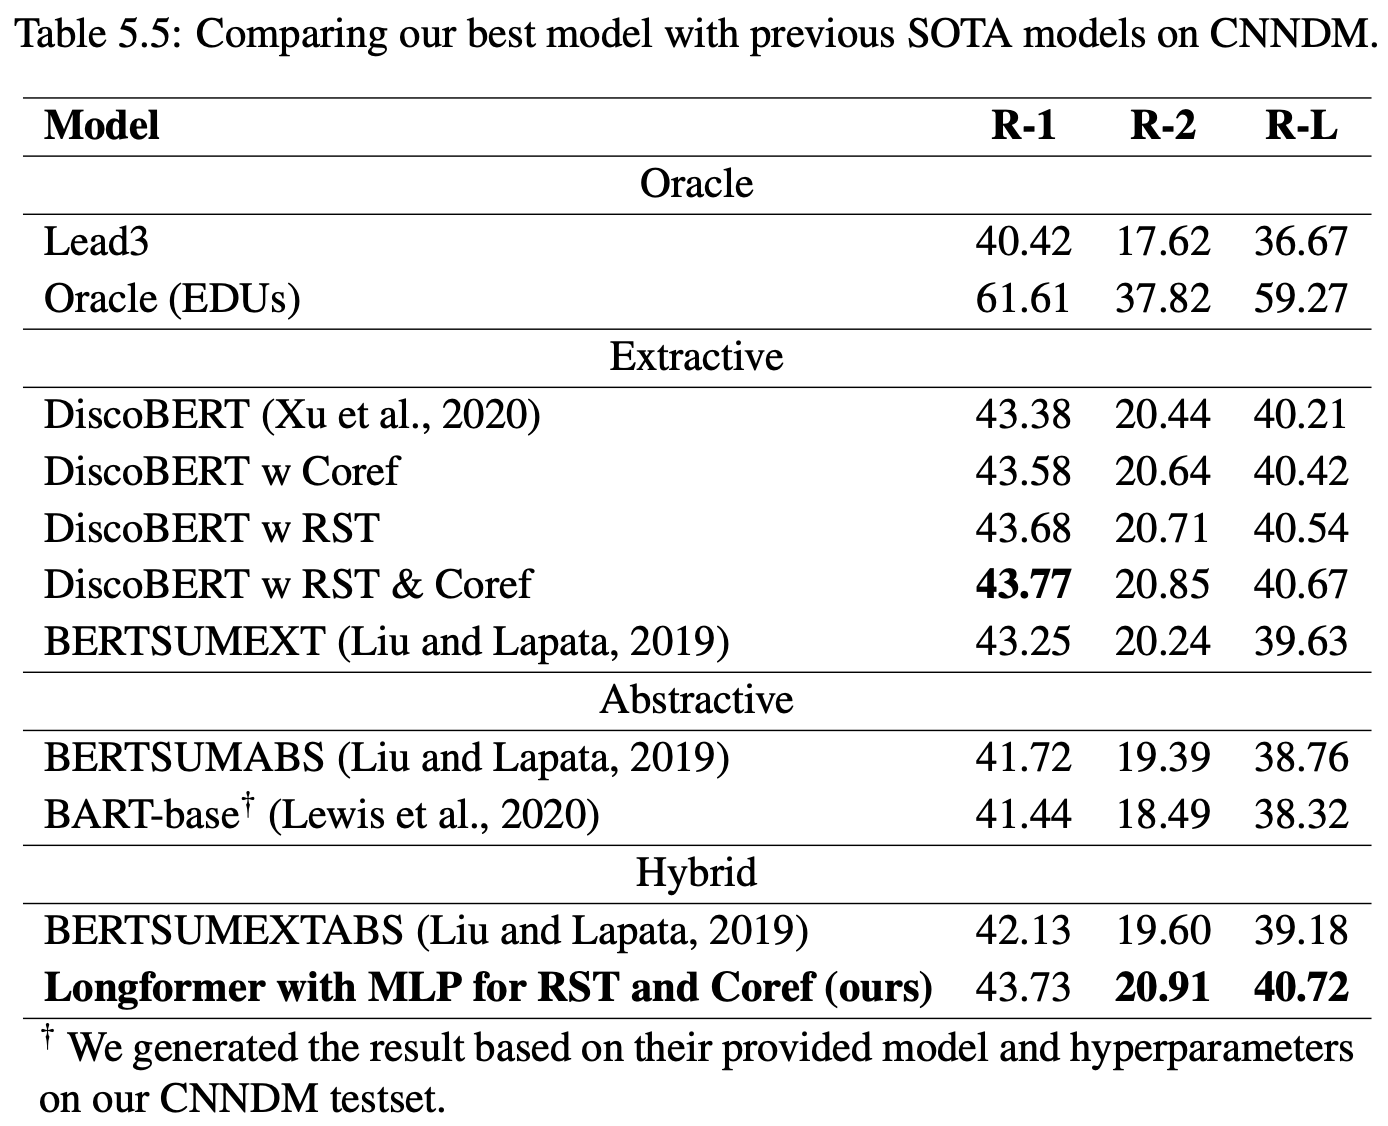 Table 5.5: Comparing our best model with previous SOTA models on CNNDM.
Model R-1 R-2 R-L
Oracle
Lead3 40.42 17.62 36.67
Oracle (EDUs) 61.61 37.82 59.27
Extractive
DiscoBERT (Xu et al., 2020) 43.38 20.44 40.21
DiscoBERT w Coref 43.58 20.64 40.42
DiscoBERT w RST 43.68 20.71 40.54
DiscoBERT w RST & Coref 43.77 20.85 40.67
BERTSUMEXT (Liu and Lapata, 2019) 43.25 20.24 39.63
Abstractive
BERTSUMABS (Liu and Lapata, 2019) 41.72 19.39 38.76
BART-base† (Lewis et al., 2020) 41.44 18.49 38.32
Hybrid
BERTSUMEXTABS (Liu and Lapata, 2019) 42.13 19.60 39.18
Longformer with MLP for RST and Coref (ours) 43.73 20.91 40.72
† We generated the result based on their provided model and hyperparameters
on our CNNDM testset.